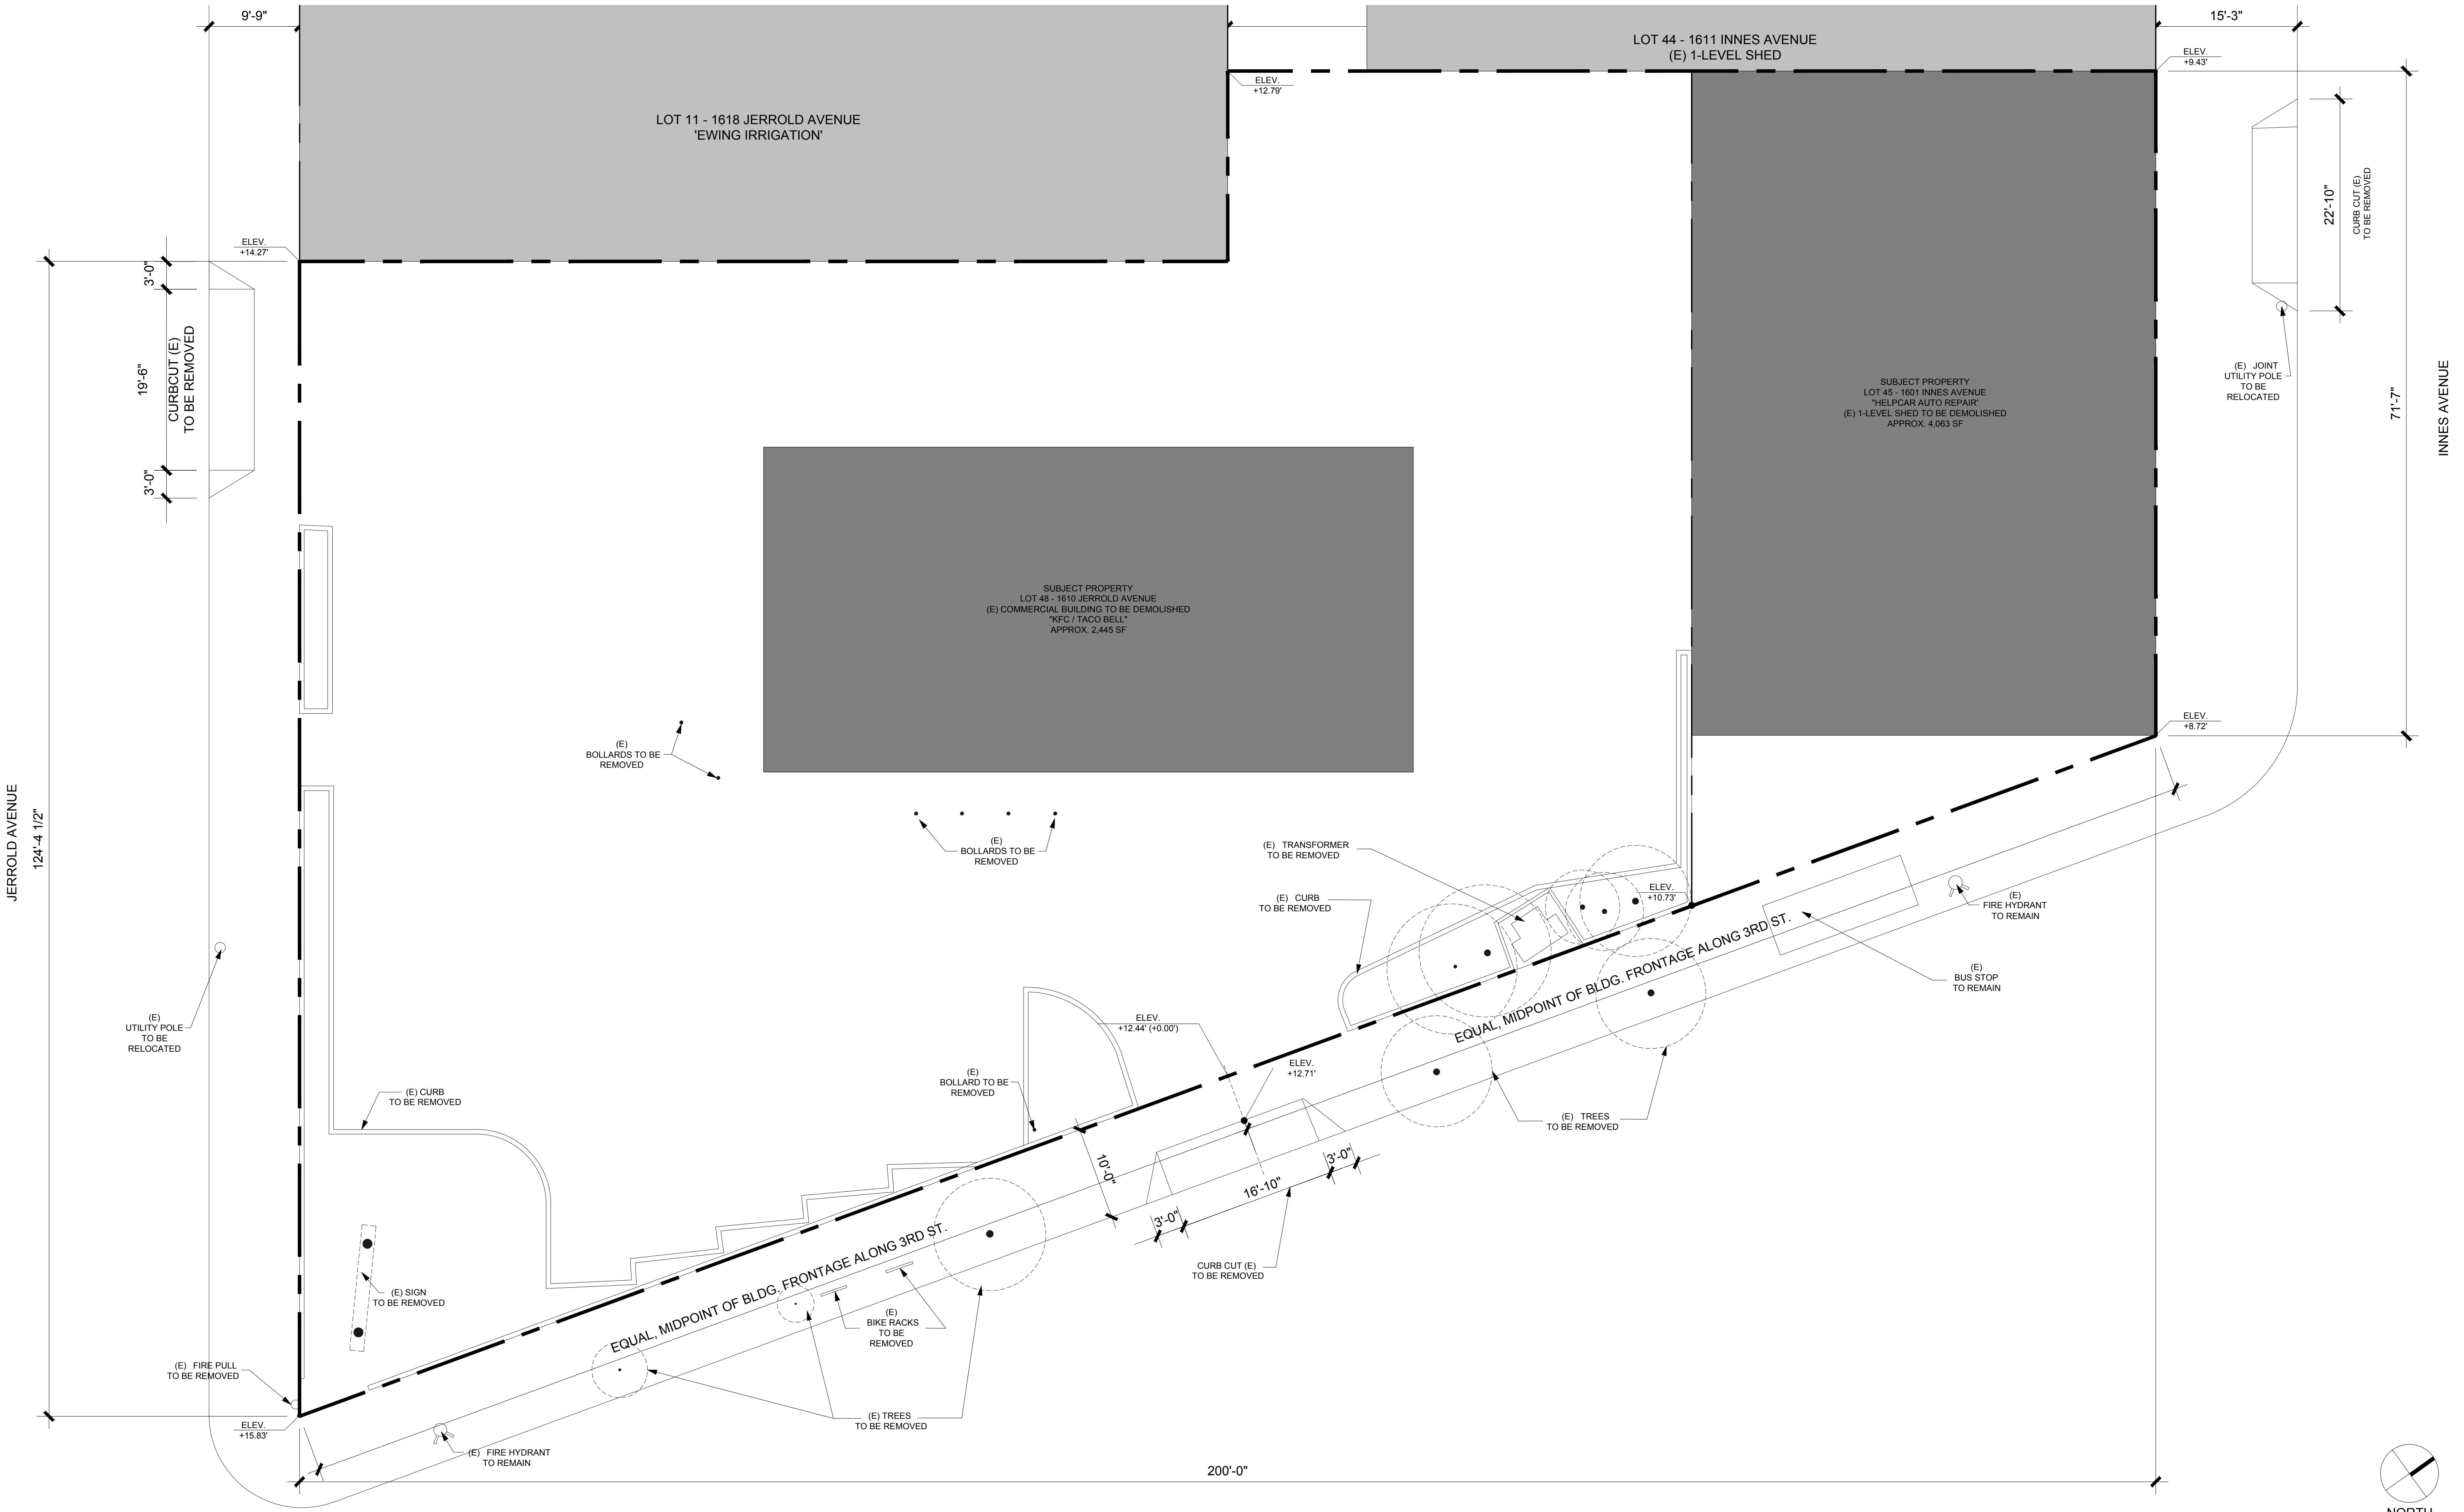 9'-9"
15'-3"
LOT 44 - 1611 INNES AVENUE
(E) 1-LEVEL SHED
ELEV.
+9.43'
ELEV.
+12.79'
LOT 11 - 1618 JERROLD AVENUE
'EWING IRRIGATION'
22'-10"
CURB CUT (E)
TO BE REMOVED
ELEV.
+14.27'
3'-0"
19'-6"
CURBCUT (E)
TO BE REMOVED
3'-0"
(E) JOINT
UTILITY POLE
TO BE
RELOCATED
71'-7"
INNES AVENUE
SUBJECT PROPERTY
LOT 45 - 1601 INNES AVENUE
"HELPCAR AUTO REPAIR'
(E) 1-LEVEL SHED TO BE DEMOLISHED
APPROX. 4,063 SF
SUBJECT PROPERTY
LOT 48 - 1610 JERROLD AVENUE
(E) COMMERCIAL BUILDING TO BE DEMOLISHED
"KFC / TACO BELL"
APPROX. 2,445 SF
ELEV.
+8.72'
(E)
BOLLARDS TO BE
REMOVED
JERROLD AVENUE
124'-4 1/2"
(E)
BOLLARDS TO BE
REMOVED
(E) TRANSFORMER
TO BE REMOVED
(E) CURB
TO BE REMOVED
ELEV.
+10.73'
(E)
FIRE HYDRANT
TO REMAIN
EQUAL, MIDPOINT OF BLDG. FRONTAGE ALONG 3RD ST.
(E)
BUS STOP
TO REMAIN
(E)
UTILITY POLE
TO BE
RELOCATED
ELEV.
+12.44' (+0.00')
ELEV.
+12.71'
(E)
BOLLARD TO BE
REMOVED
(E) CURB
TO BE REMOVED
(E) TREES
TO BE REMOVED
10'-0"
3'-0"
16'-10"
3'-0"
CURB CUT (E)
TO BE REMOVED
EQUAL, MIDPOINT OF BLDG. FRONTAGE ALONG 3RD ST.
(E) SIGN
TO BE REMOVED
(E)
BIKE RACKS
TO BE
REMOVED
(E) FIRE PULL
TO BE REMOVED
(E) TREES
TO BE REMOVED
ELEV.
+15.83'
(E) FIRE HYDRANT
TO REMAIN
200'-0"
NORTH